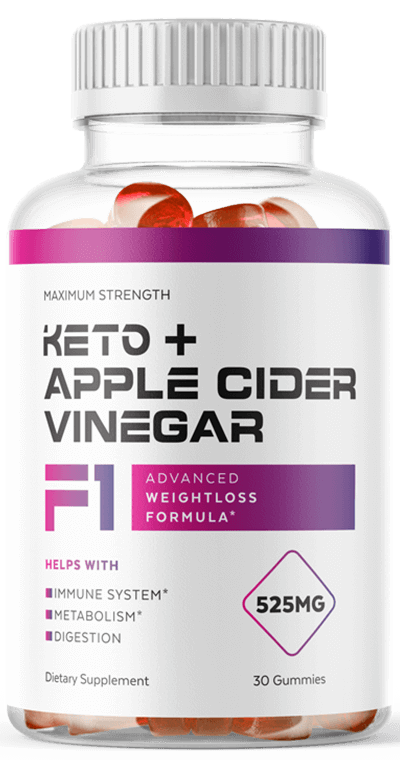 MAXIMUM STRENGTH
KETO +
APPLE CIDER
VINEGAR
F1
ADVANCED
WEIGHTLOSS
FORMULA*
HELPS WITH
IMMUNE SYSTEM*
METABOLISM*
DIGESTION
525MG
Dietary Supplement
30 Gummies